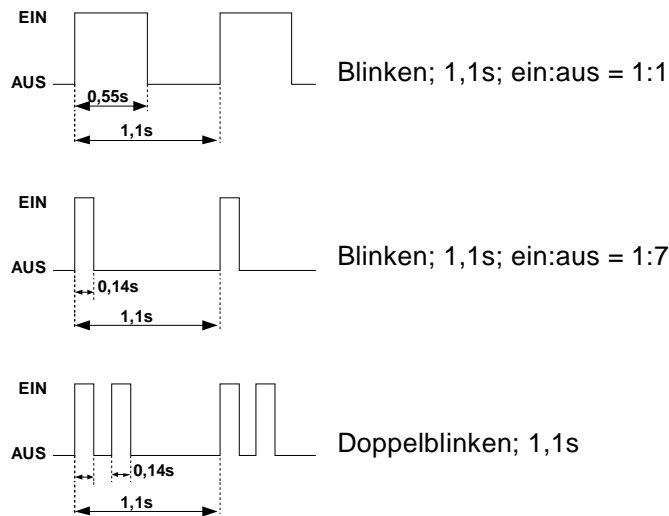 EIN
AUS
0,55s
1,1s
Blinken; 1,1s; ein:aus = 1:1
EIN
AUS
0,14s
1,1s
Blinken; 1,1s; ein:aus = 1:7
EIN
AUS
0,14s
1,1s
Doppelblinken; 1,1s